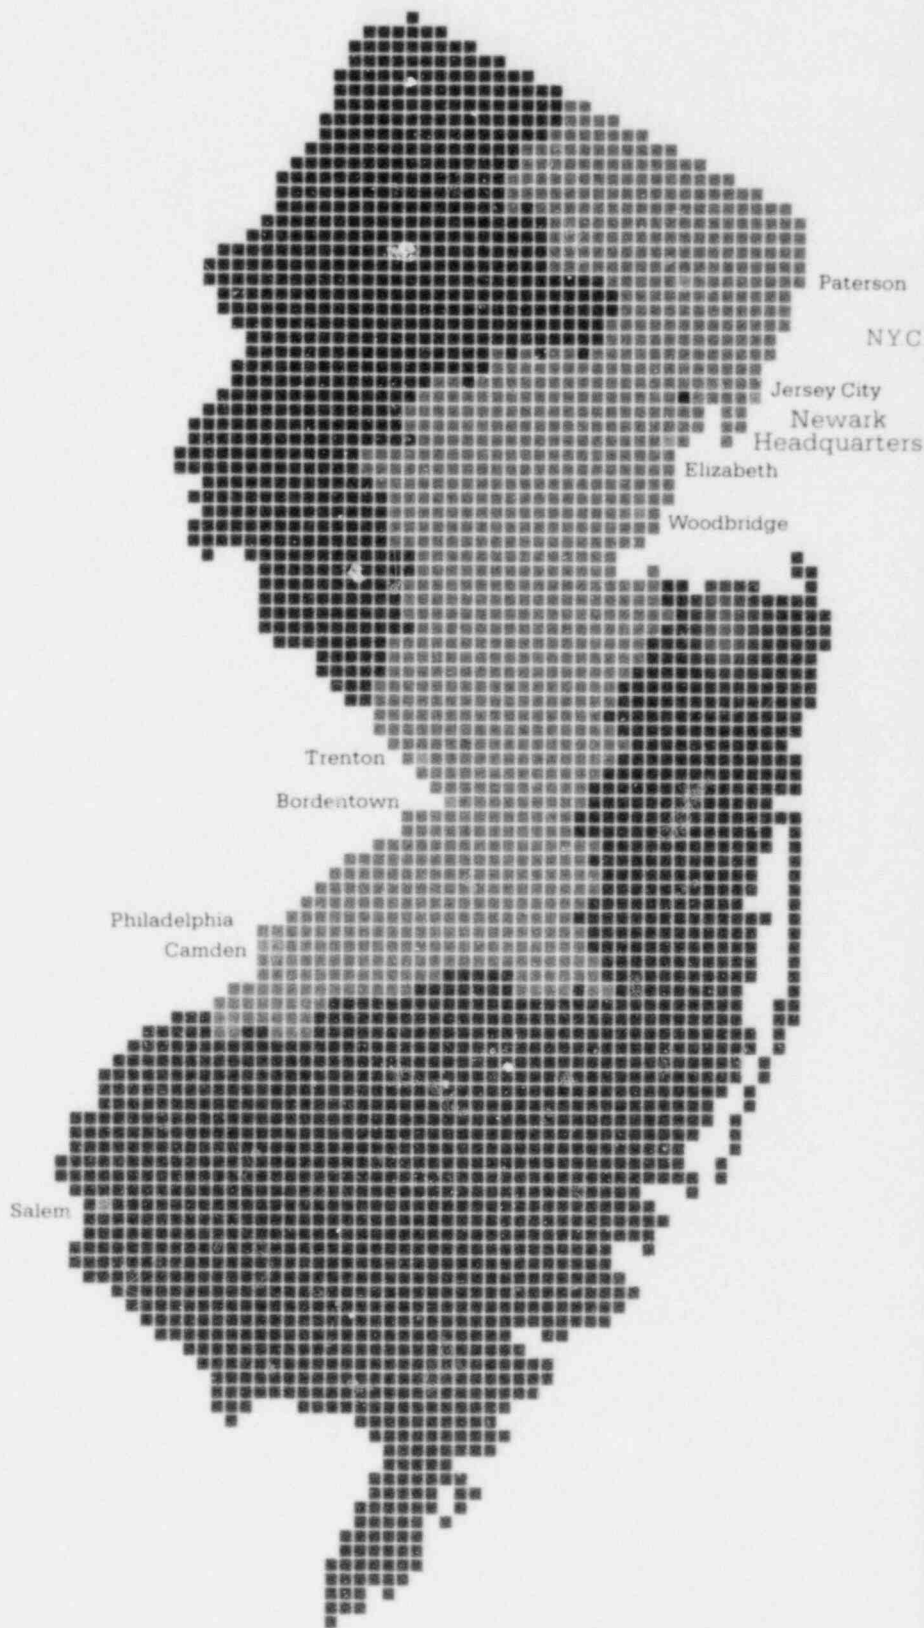 Paterson
NYC
Jersey City
Newark
Headquarters
Elizabeth
Woodbridge
Trenton
Bordentown
Philadelphia
Camden
Salem